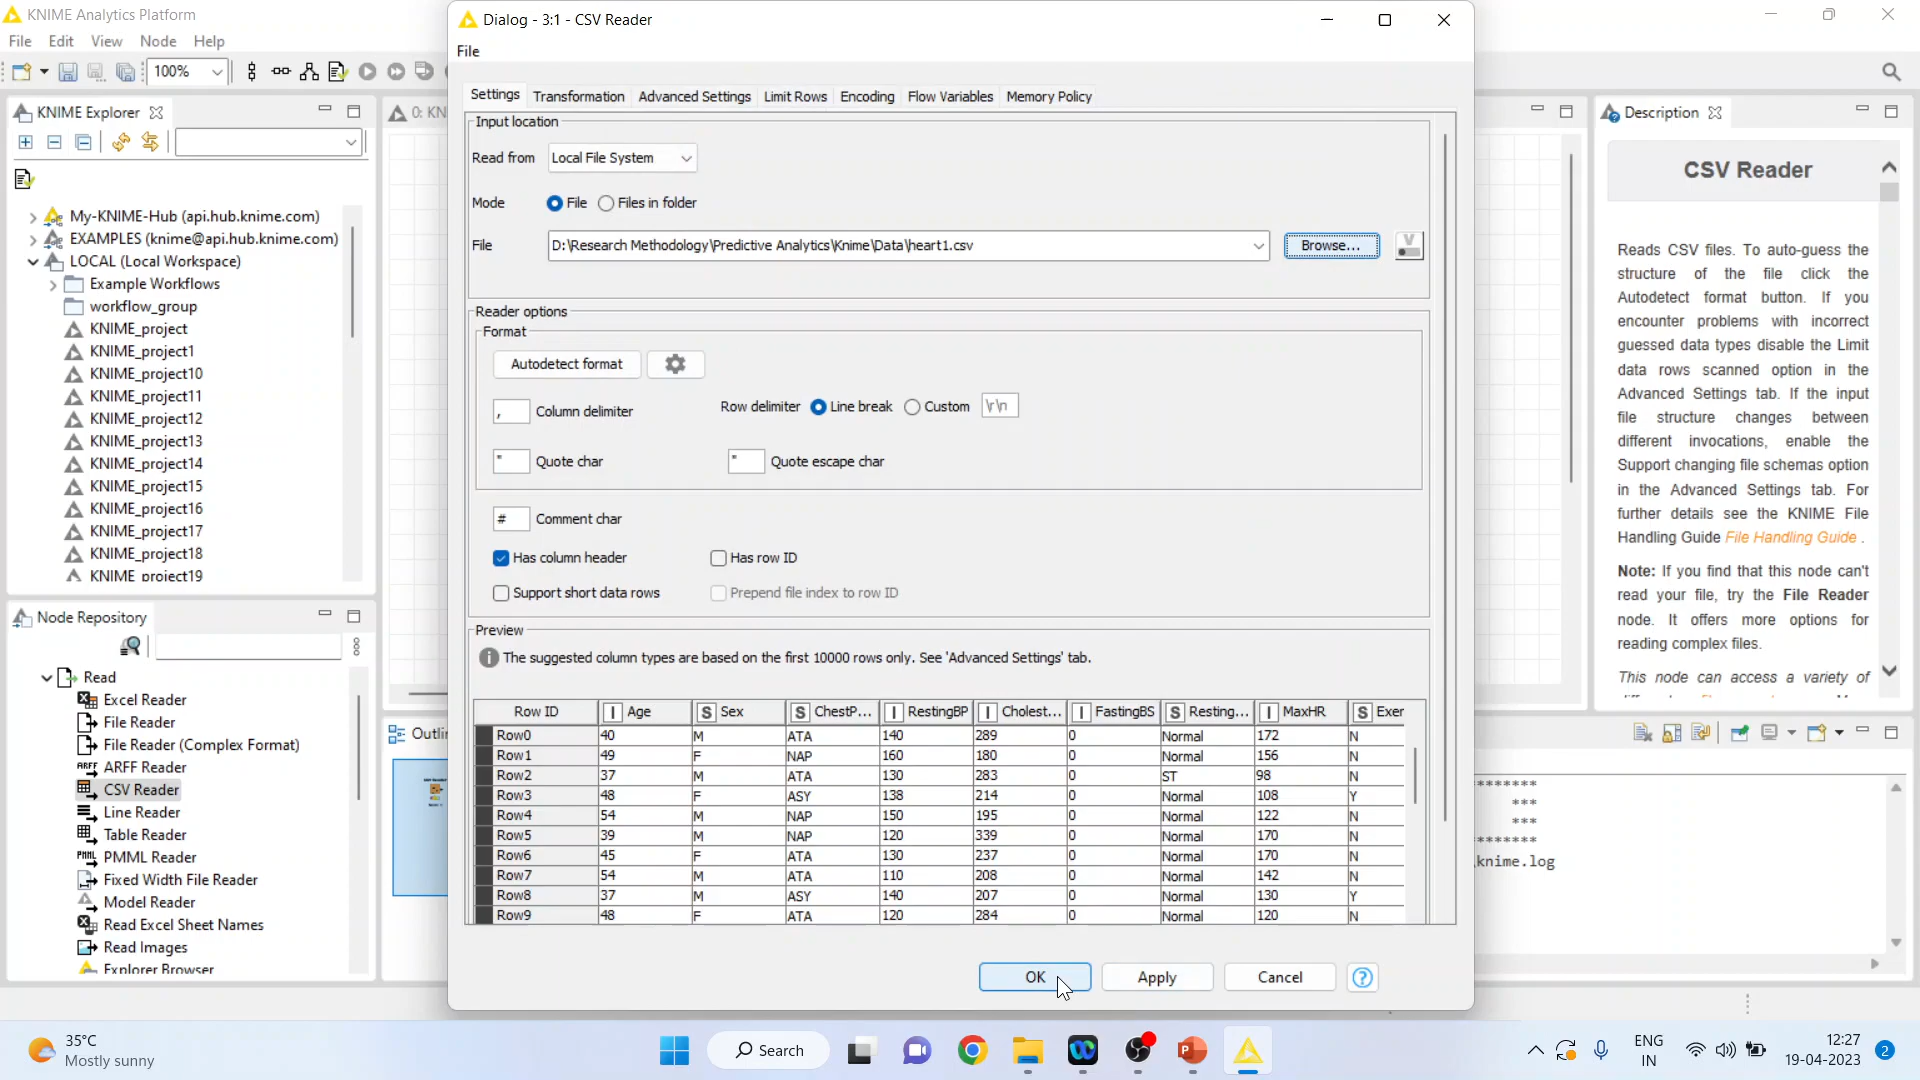 KNIME Analytics Platform
File Edit View Node Help
100%
KNIME Explorer
My-KNIME-Hub (api.hub.knime.com)
EXAMPLES (knime@api.hub.knime.com)
LOCAL (Local Workspace)
Example Workflows
workflow_group
KNIME_project
KNIME_project1
KNIME_project10
KNIME_project11
KNIME_project12
KNIME_project13
KNIME_project14
KNIME_project15
KNIME_project16
KNIME_project17
KNIME_project18
KNIME_project19
Node Repository
Read
Excel Reader
File Reader
File Reader (Complex Format)
ARFF Reader
CSV Reader
Line Reader
Table Reader
PMML Reader
Fixed Width File Reader
Model Reader
Read Excel Sheet Names
Read Images
Explorer Browser
0: KN
Outli
Dialog - 3:1 - CSV Reader
File
Settings Transformation Advanced Settings Limit Rows Encoding Flow Variables Memory Policy
Input location
Read from Local File System
Mode File Files in folder
File D:\Research Methodology\Predictive Analytics\Knime\Data\heart1.csv Browse... V
Reader options
Format
Autodetect format
, Column delimiter Row delimiter Line break Custom \r\n
" Quote char " Quote escape char
# Comment char
Has column header Has row ID
Support short data rows Prepend file index to row ID
Preview
The suggested column types are based on the first 10000 rows only. See 'Advanced Settings' tab.
Row ID I Age S Sex S ChestP... I RestingBP I Cholest... I FastingBS S Resting... I MaxHR S Exer
Row0 40 M ATA 140 289 0 Normal 172 N
Row1 49 F NAP 160 180 0 Normal 156 N
Row2 37 M ATA 130 283 0 ST 98 N
Row3 48 F ASY 138 214 0 Normal 108 Y
Row4 54 M NAP 150 195 0 Normal 122 N
Row5 39 M NAP 120 339 0 Normal 170 N
Row6 45 F ATA 130 237 0 Normal 170 N
Row7 54 M ATA 110 208 0 Normal 142 N
Row8 37 M ASY 140 207 0 Normal 130 Y
Row9 48 F ATA 120 284 0 Normal 120 N
OK Apply Cancel ?
Description
CSV Reader
Reads CSV files. To auto-guess the
structure of the file click the
Autodetect format button. If you
encounter problems with incorrect
guessed data types disable the Limit
data rows scanned option in the
Advanced Settings tab. If the input
file structure changes between
different invocations, enable the
Support changing file schemas option
in the Advanced Settings tab. For
further details see the KNIME File
Handling Guide File Handling Guide .
Note: If you find that this node can't
read your file, try the File Reader
node. It offers more options for
reading complex files.
This node can access a variety of
********
***
***
********
knime.log
35°C
Mostly sunny
Search
ENG
IN
12:27
19-04-2023
2